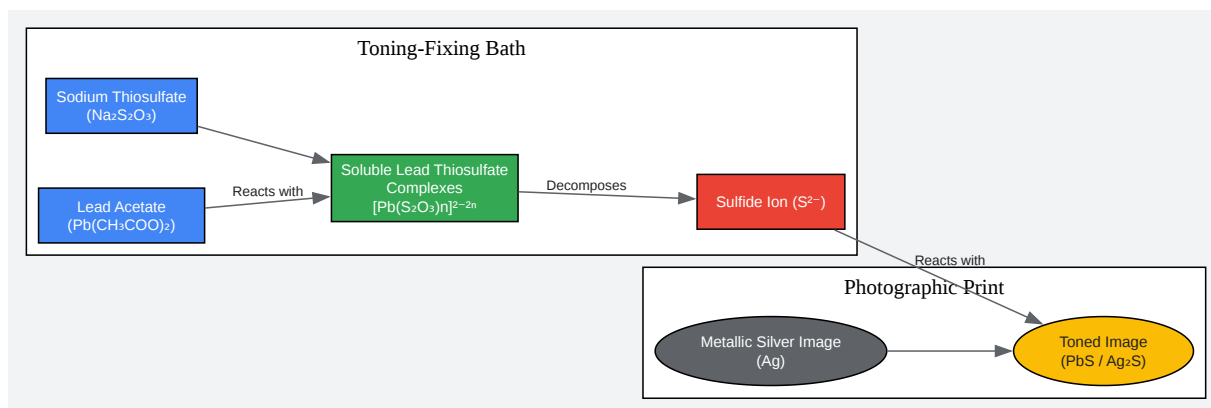 Toning-Fixing Bath
Sodium Thiosulfate
(Na₂S₂O₃)
Lead Acetate
(Pb(CH₃COO)₂)
Reacts with
Soluble Lead Thiosulfate
Complexes
[Pb(S₂O₃)n]²⁻²ⁿ
Decomposes
Sulfide Ion (S²⁻)
Reacts with
Photographic Print
Metallic Silver Image
(Ag)
Toned Image
(PbS / Ag₂S)